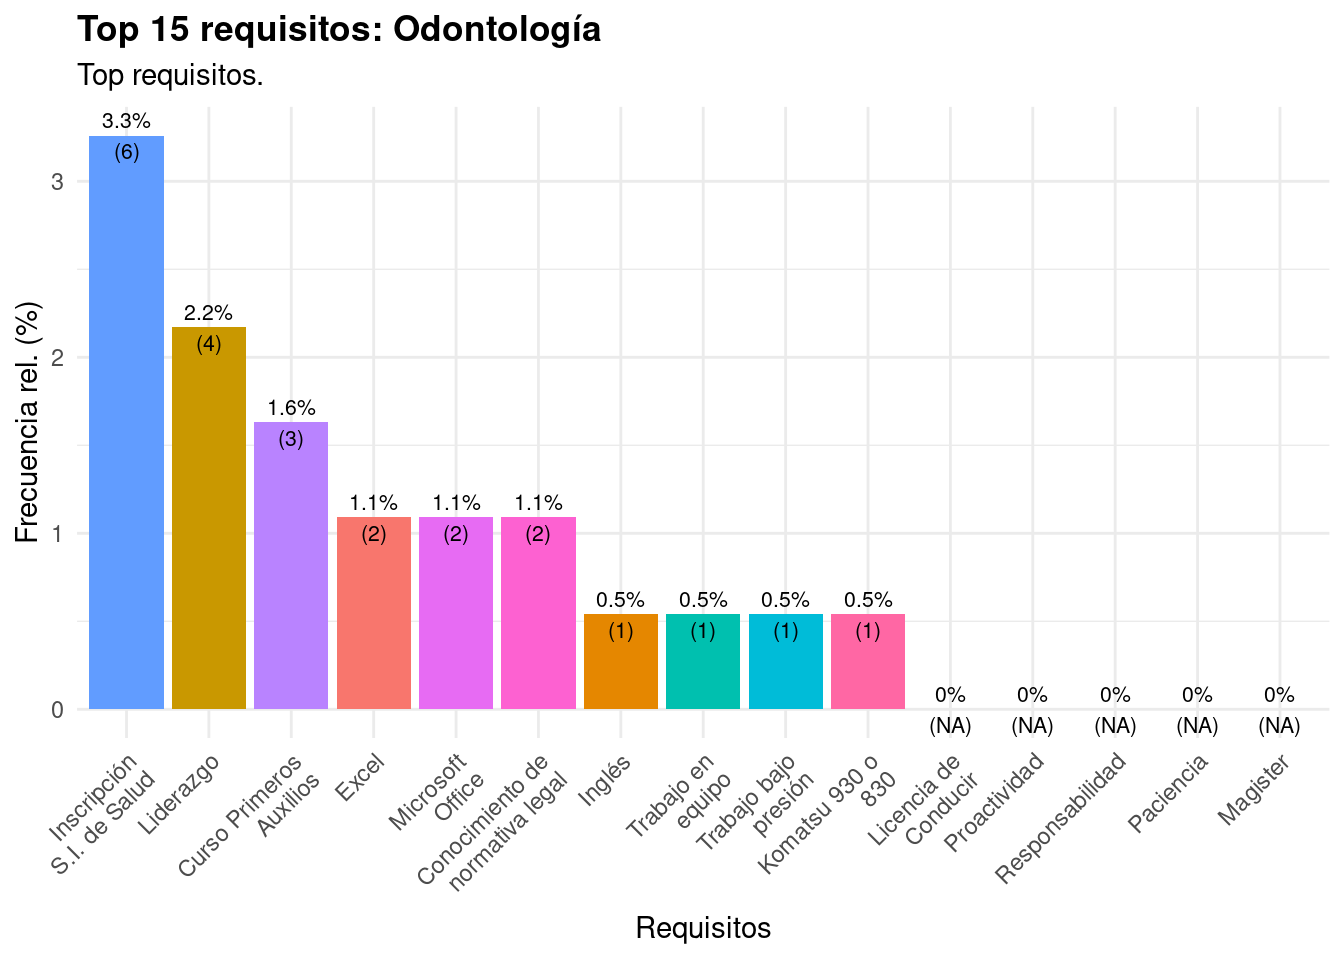 Top 15 requisitos: Odontología
Top requisitos.
Frecuencia rel. (%)
3
2
1
0
3.3%
(6)
2.2%
(4)
1.6%
(3)
1.1%
(2)
1.1%
(2)
1.1%
(2)
0.5%
(1)
0.5%
(1)
0.5%
(1)
0.5%
(1)
0%
(NA)
0%
(NA)
0%
(NA)
0%
(NA)
0%
(NA)
Inscripción
S.I. de Salud
Liderazgo
Curso Primeros
Auxilios
Excel
Microsoft
Office
Conocimiento de
normativa legal
Inglés
Trabajo en
equipo
Trabajo bajo
presión
Komatsu 930 o
830
Licencia de
Conducir
Proactividad
Responsabilidad
Paciencia
Magister
Requisitos